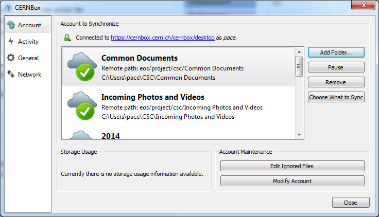 CERNBox
Account
Activity
General
Network
Account to Synchronize
Connected to https://cernbox.cern.ch/cernbox/desktop as pace.
Common Documents
Remote path: eos/project/csc/Common Documents
C:\Users\pace\CSC\Common Documents
Incoming Photos and Videos
Remote path: eos/project/csc/Incoming Photos and Videos
C:\Users\pace\CSC\Incoming Photos and Videos
2014
Add Folder...
Pause
Remove
Choose What to Sync
Storage Usage
Currently there is no storage usage information available.
Account Maintenance
Edit Ignored Files
Modify Account
Close